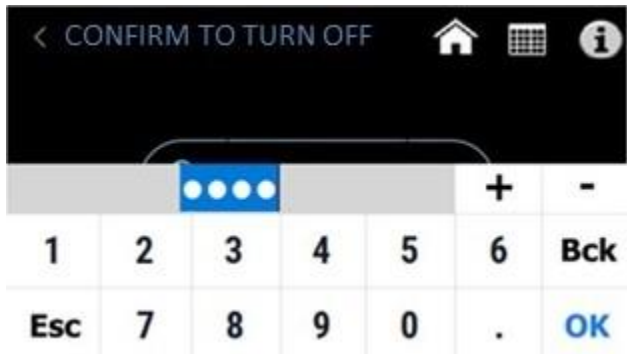 < CONFIRM TO TURN OFF
●●●● + -
1 2 3 4 5 6 Bck
Esc 7 8 9 0 . OK